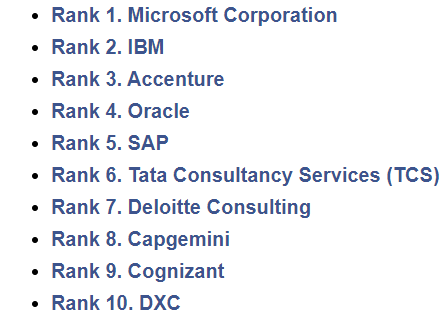 Rank 1. Microsoft Corporation
Rank 2. IBM
Rank 3. Accenture
Rank 4. Oracle
Rank 5. SAP
Rank 6. Tata Consultancy Services (TCS)
Rank 7. Deloitte Consulting
Rank 8. Capgemini
Rank 9. Cognizant
Rank 10. DXC